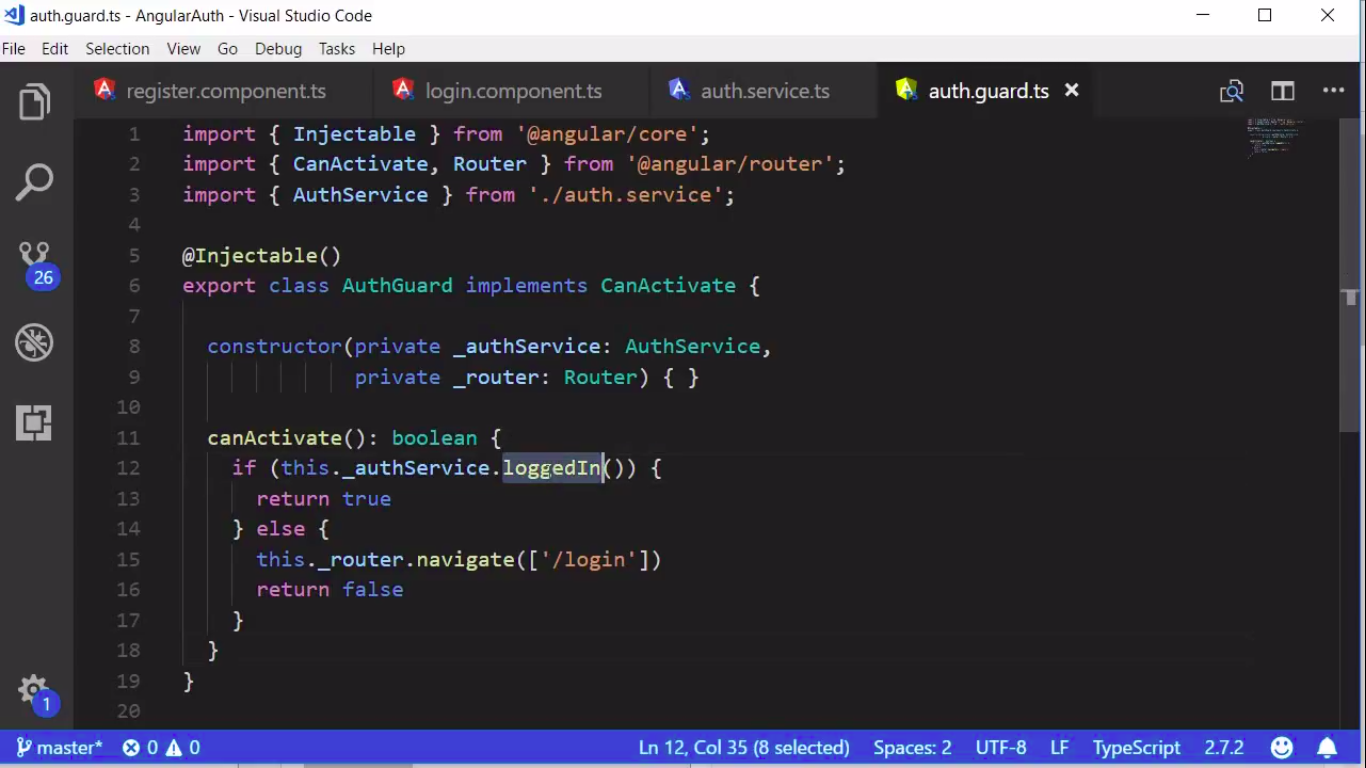 auth.guard.ts - AngularAuth - Visual Studio Code
File Edit Selection View Go Debug Tasks Help
register.component.ts login.component.ts auth.service.ts auth.guard.ts
1 import { Injectable } from '@angular/core';
2 import { CanActivate, Router } from '@angular/router';
3 import { AuthService } from './auth.service';
4
5 @Injectable()
6 export class AuthGuard implements CanActivate {
7
8 constructor(private _authService: AuthService,
9 private _router: Router) { }
10
11 canActivate(): boolean {
12 if (this._authService.loggedIn()) {
13 return true
14 } else {
15 this._router.navigate(['/login'])
16 return false
17 }
18 }
19 }
20
26
1
master* 0 0 Ln 12, Col 35 (8 selected) Spaces: 2 UTF-8 LF TypeScript 2.7.2